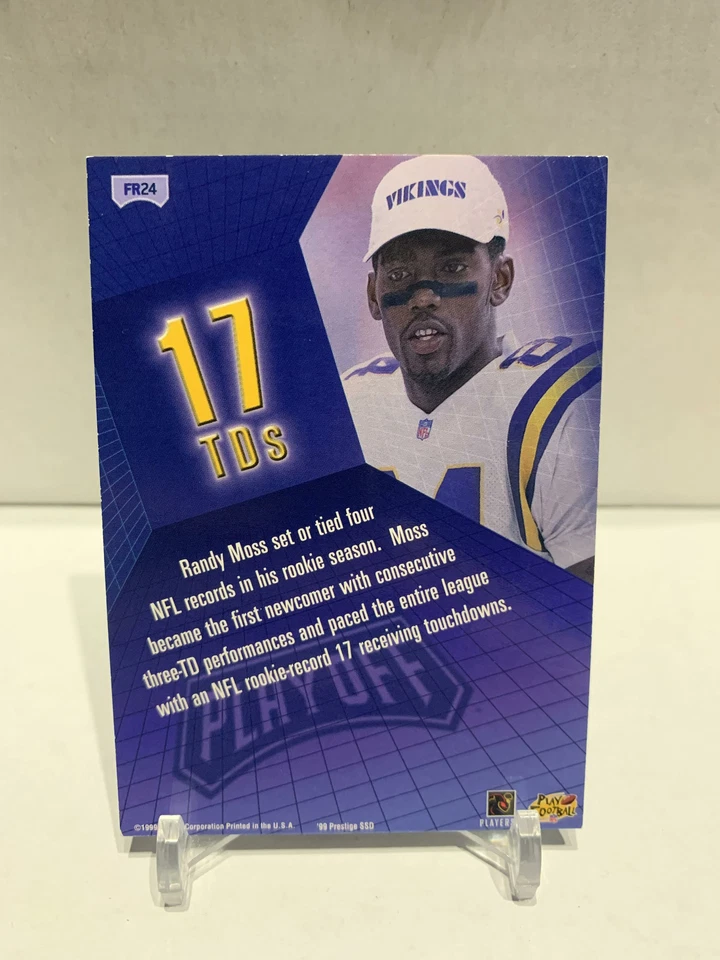 FR24
VIKINGS
17
TDs
Randy Moss set or tied four
NFL records in his rookie season. Moss
became the first newcomer with consecutive
three-TD performances and paced the entire league
with an NFL rookie-record 17 receiving touchdowns.
PLAYOFF
PLAYERS
PLAY
FOOTBALL
©1999 Corporation Printed in the U.S.A. '99 Prestige SSD